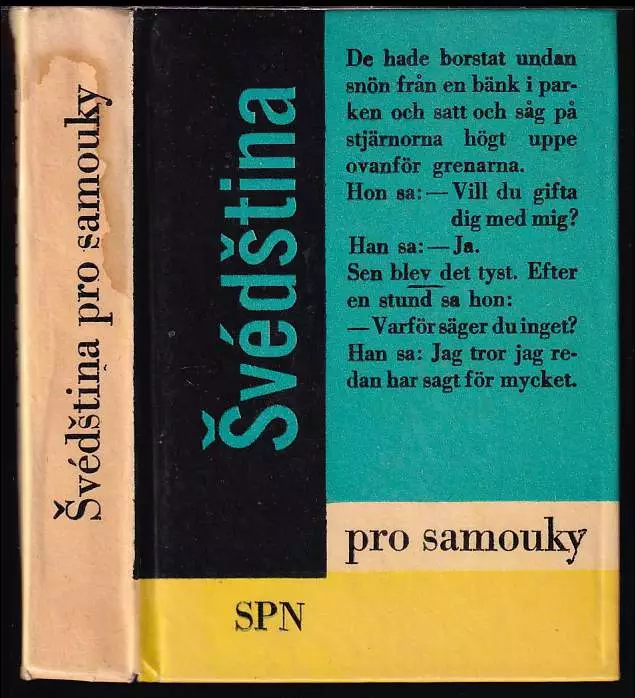 Švédština pro samouky
Švédština
De hade borstat undan
snön från en bänk i par-
ken och satt och såg på
stjärnorna högt uppe
ovanför grenarna.
Hon sa: — Vill du gifta
dig med mig?
Han sa: — Ja.
Sen blev det tyst. Efter
en stund sa hon:
— Varför säger du inget?
Han sa: Jag tror jag re-
dan har sagt för mycket.
pro samouky
SPN